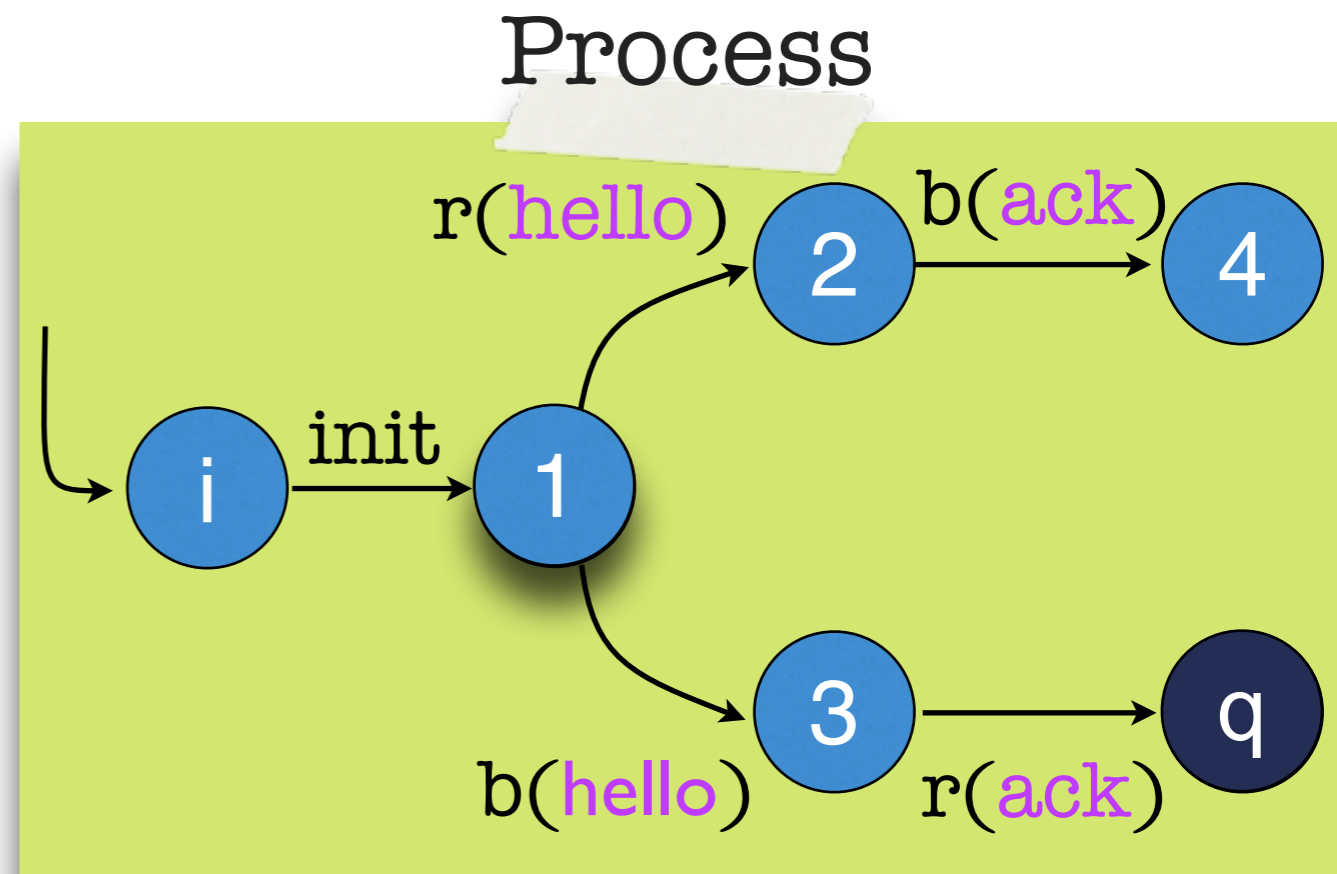 Process
r(hello)
b(ack)
2
4
init
i
1
3
q
b(hello)
r(ack)